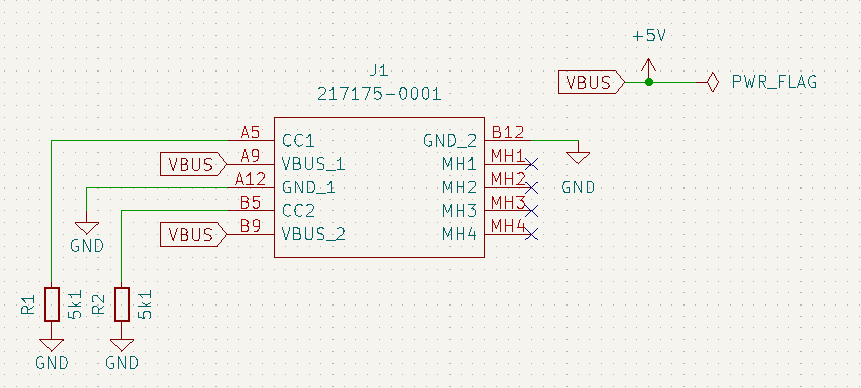 +5V
VBUS
PWR_FLAG
J1
217175-0001
A5
CC1
GND_2
B12
VBUS
A9
VBUS_1
MH1
MH1
A12
GND_1
MH2
MH2
GND
B5
CC2
MH3
MH3
VBUS
B9
VBUS_2
MH4
MH4
GND
R1
5k1
R2
5k1
GND
GND